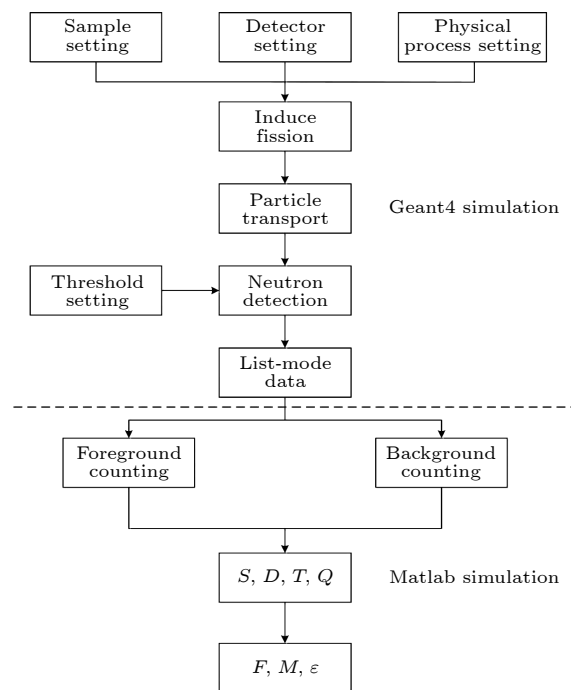 Sample
setting
Detector
setting
Physical
process setting
Induce
fission
Particle
transport
Geant4 simulation
Threshold
setting
Neutron
detection
List-mode
data
Foreground
counting
Background
counting
S, D, T, Q
Matlab simulation
F, M, ε